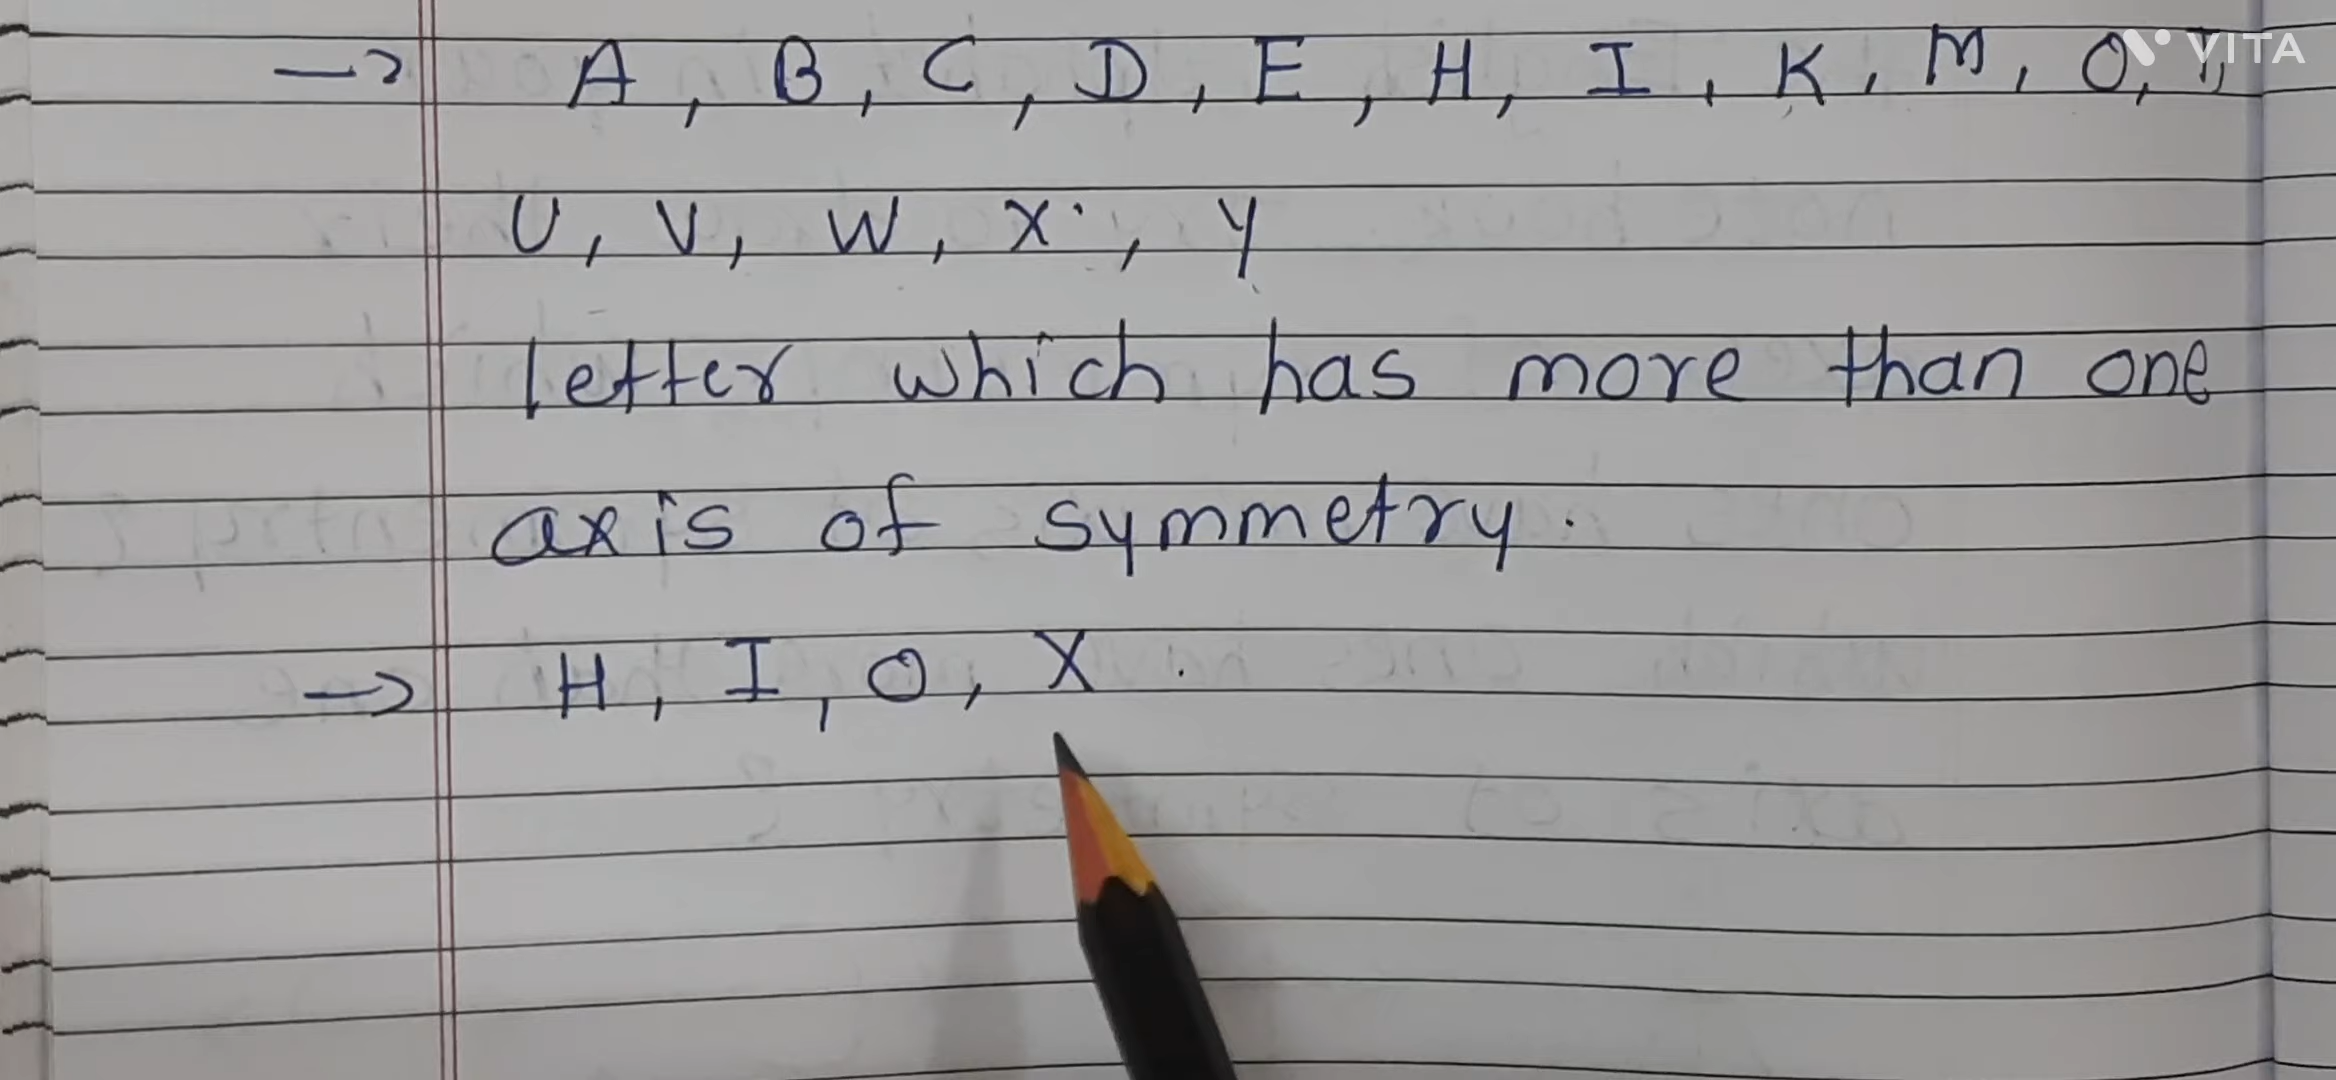 → A, B, C, D, E, H, I, K, M, O, T,
VITA
U, V, W, X, Y
letter which has more than one
axis of symmetry.
→ H, I, O, X.